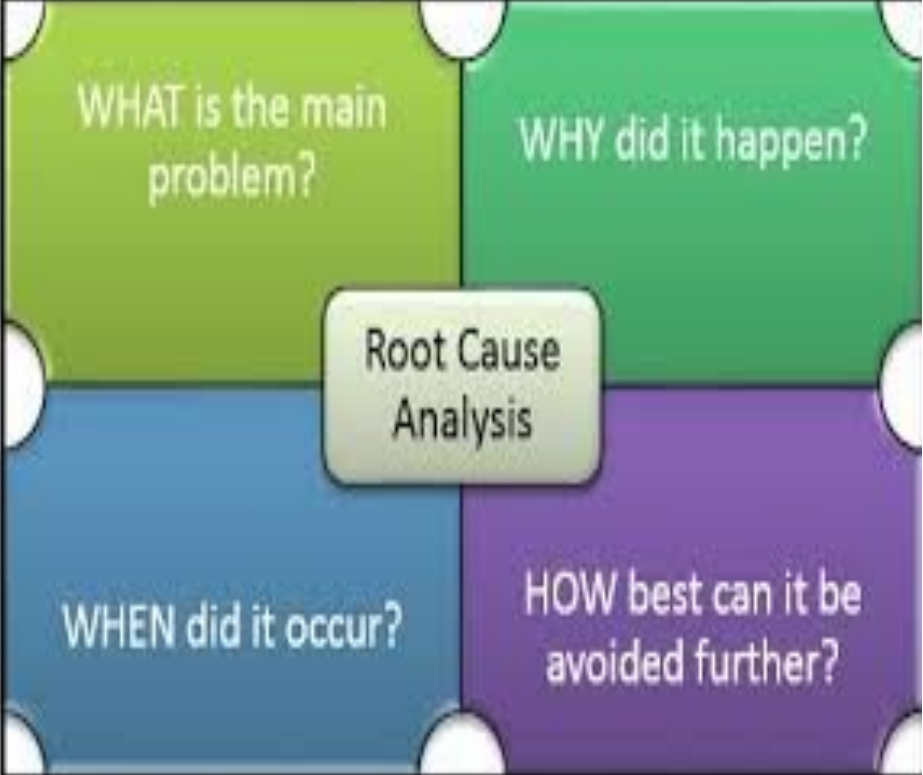 WHAT is the main
problem?
WHY did it happen?
Root Cause
Analysis
WHEN did it occur?
HOW best can it be
avoided further?